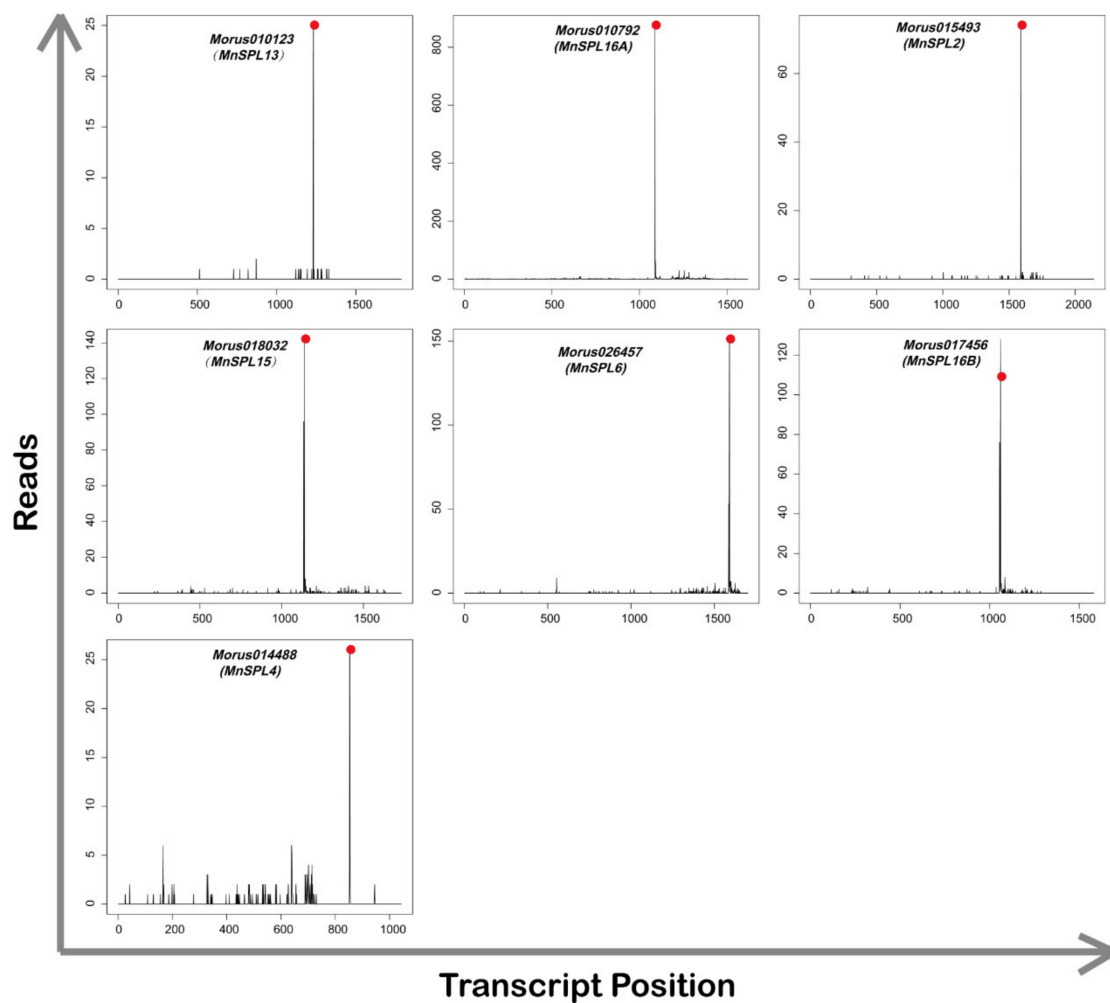 Reads
25
20
15
10
5
0
Morus010123
(MnSPL13)
0 500 1000 1500
800
600
400
200
0
Morus010792
(MnSPL16A)
0 500 1000 1500
60
40
20
0
Morus015493
(MnSPL2)
0 500 1000 1500 2000
140
120
100
80
60
40
20
0
Morus018032
(MnSPL15)
0 500 1000 1500
150
100
50
0
Morus026457
(MnSPL6)
0 500 1000 1500
120
100
80
60
40
20
0
Morus017456
(MnSPL16B)
0 500 1000 1500
25
20
15
10
5
0
Morus014488
(MnSPL4)
0 200 400 600 800 1000
Transcript Position